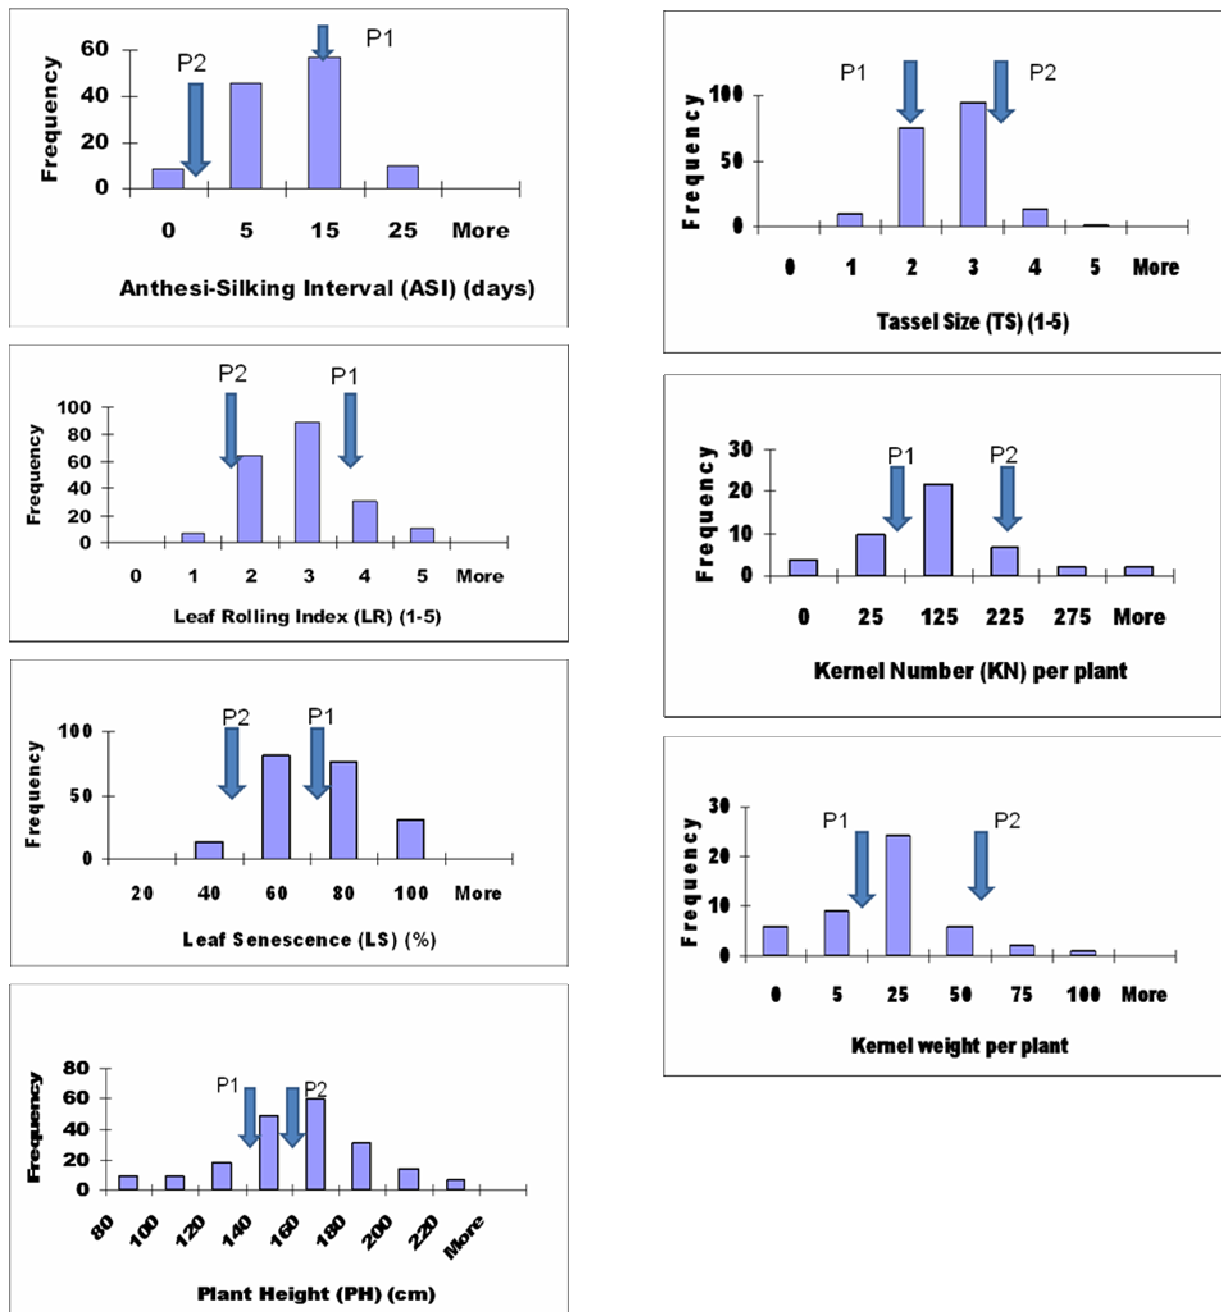 P1
P2
Frequency
60
40
20
0
0 5 15 25 More
Anthesi-Silking Interval (ASI) (days)
P2 P1
Frequency
100
80
60
40
20
0
0 1 2 3 4 5 More
Leaf Rolling Index (LR) (1-5)
P2 P1
Frequency
100
50
0
20 40 60 80 100 More
Leaf Senescence (LS) (%)
P1 P2
Frequency
80
60
40
20
0
80 100 120 140 160 180 200 220 More
Plant Height (PH) (cm)
P1 P2
Frequency
100
50
0
0 1 2 3 4 5 More
Tassel Size (TS) (1-5)
P1 P2
Frequency
30
20
10
0
0 25 125 225 275 More
Kernel Number (KN) per plant
P1 P2
Frequency
30
20
10
0
0 5 25 50 75 100 More
Kernel weight per plant